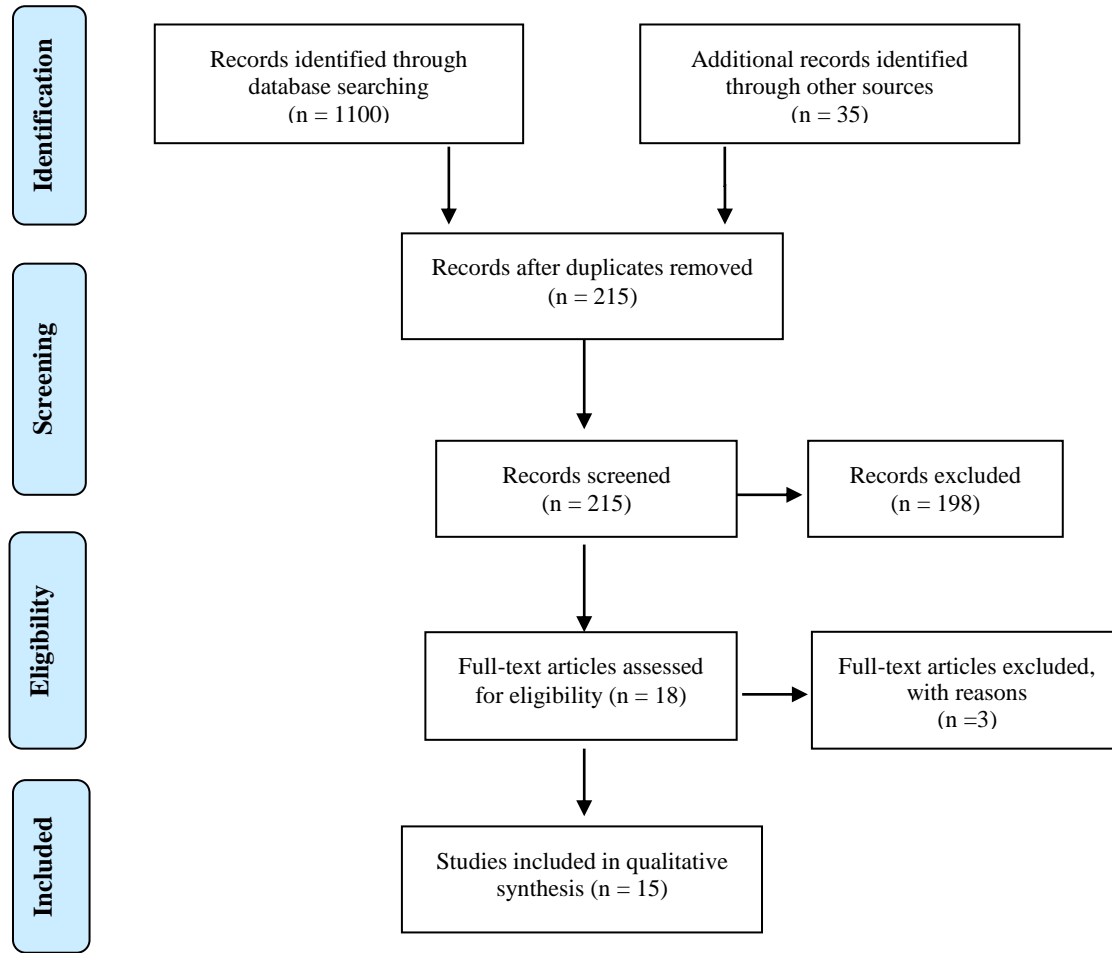 Identification
Records identified through
database searching
(n = 1100)
Additional records identified
through other sources
(n = 35)
Screening
Records after duplicates removed
(n = 215)
Records screened
(n = 215)
Records excluded
(n = 198)
Eligibility
Full-text articles assessed
for eligibility (n = 18)
Full-text articles excluded,
with reasons
(n =3)
Included
Studies included in qualitative
synthesis (n = 15)